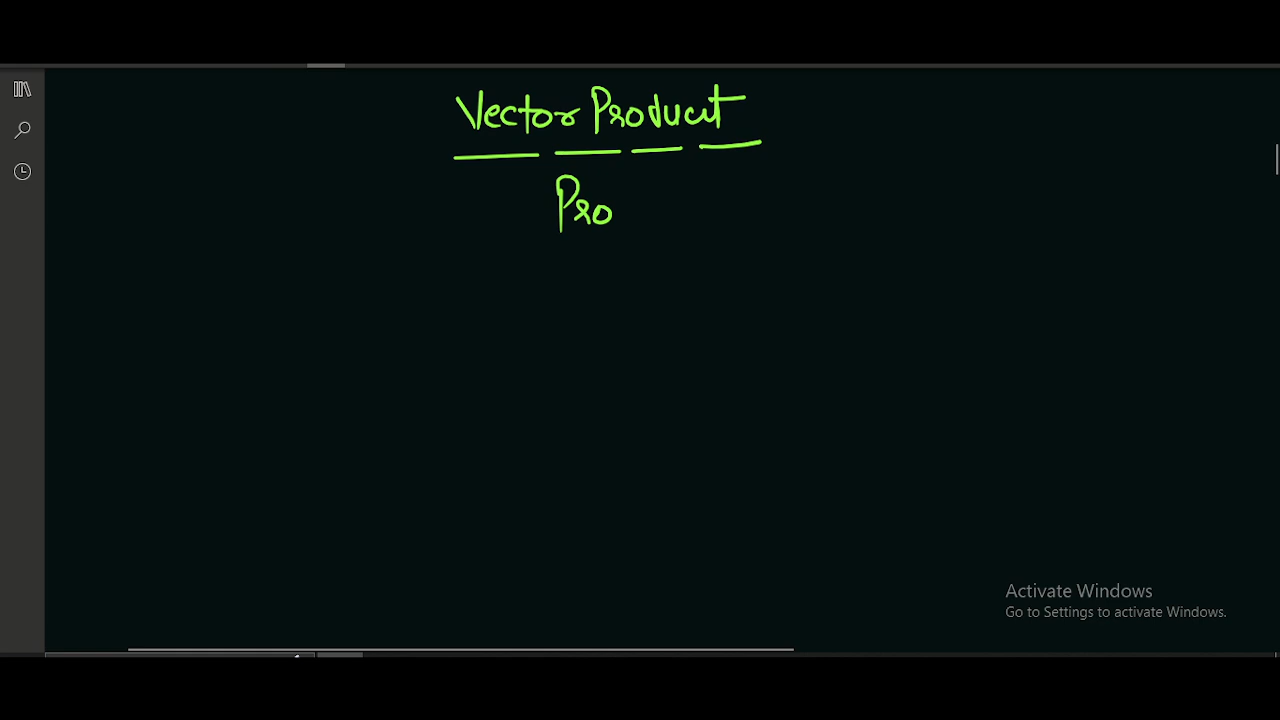 Vector Product
Pro
Activate Windows
Go to Settings to activate Windows.